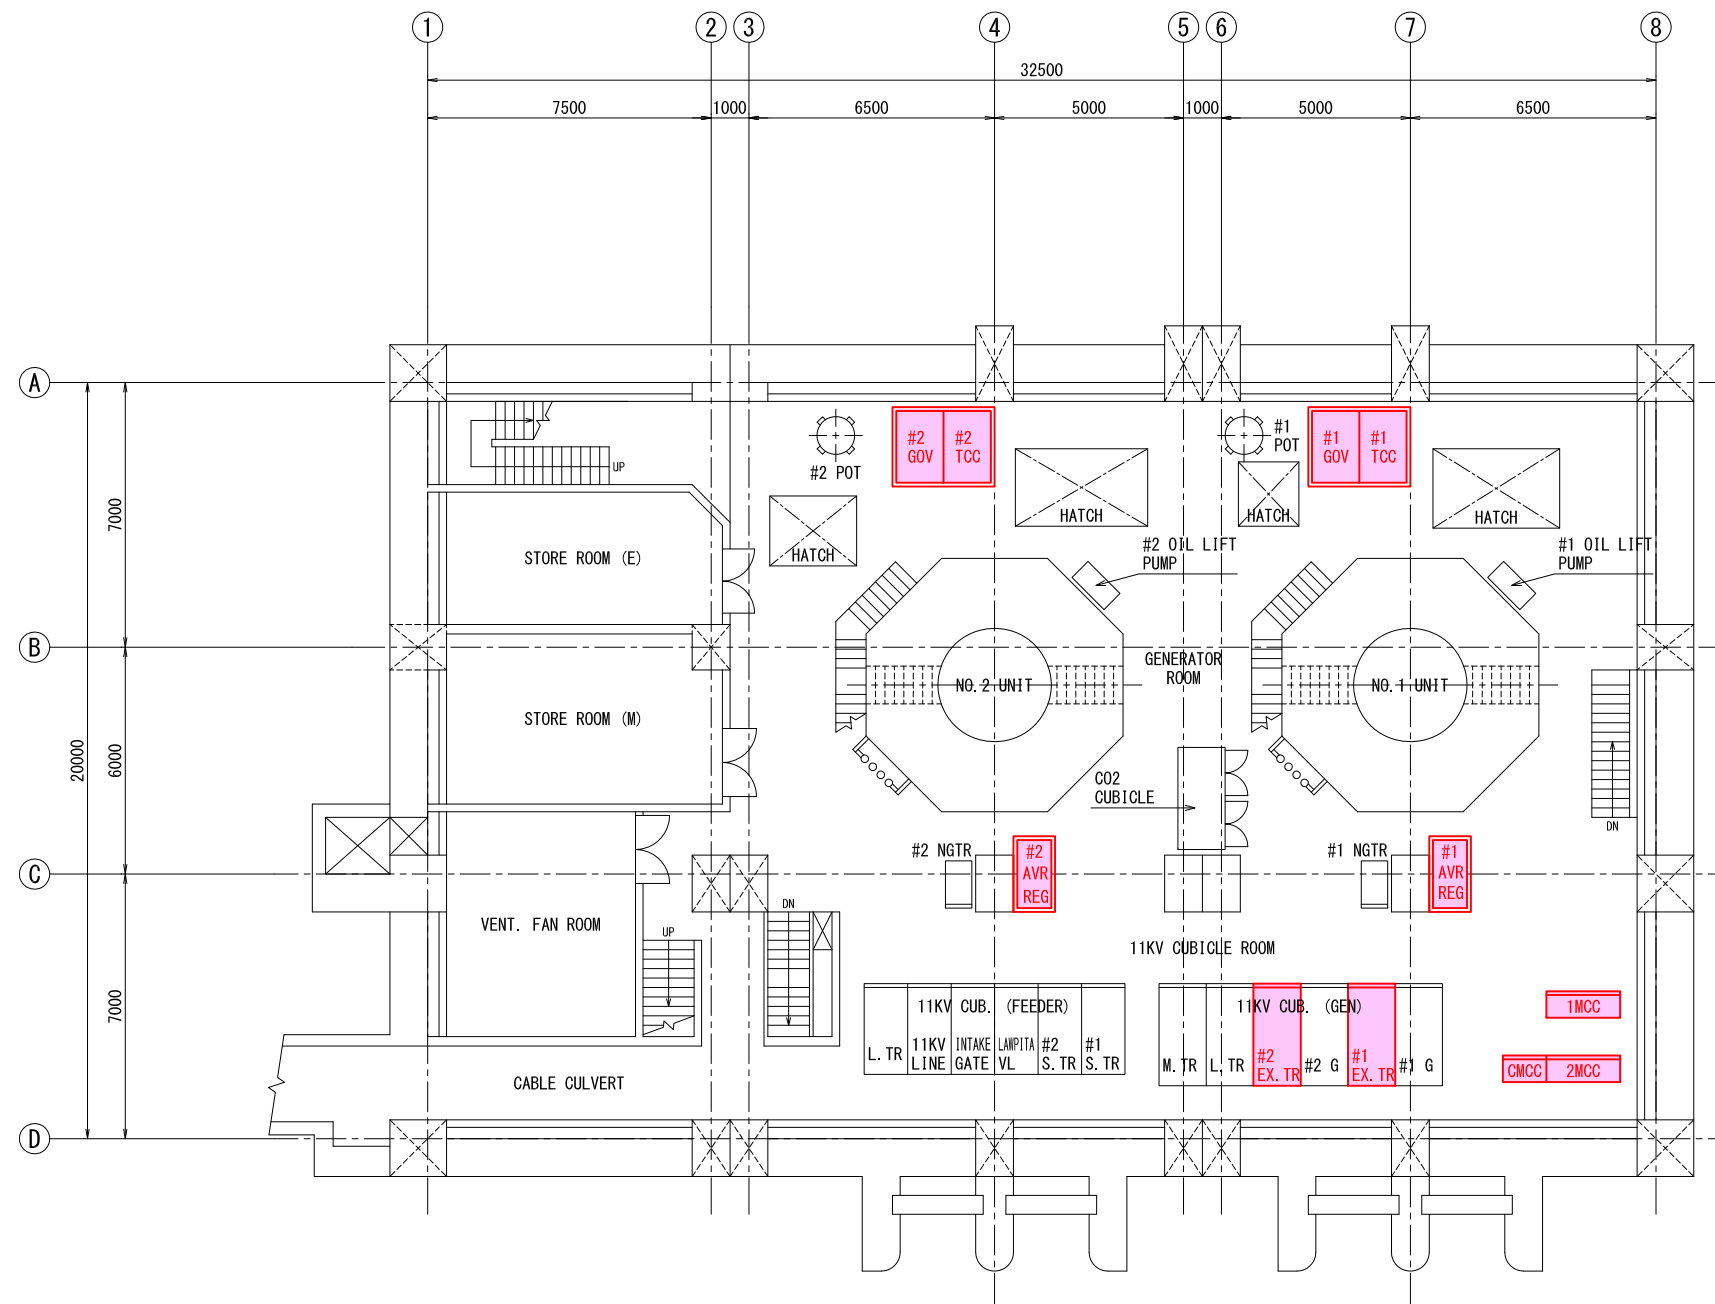 1 2 3 4 5 6 7 8
32500
7500 1000 6500 5000 1000 5000 6500
A
B
C
D
20000
7000
6000
7000
UP
#2 POT
#2
GOV
#2
TCC
#1
POT
#1
GOV
#1
TCC
HATCH
HATCH
HATCH
HATCH
STORE ROOM (E)
#2 OIL LIFT
PUMP
#1 OIL LIFT
PUMP
STORE ROOM (M)
NO.2 UNIT
GENERATOR
ROOM
NO.1 UNIT
CO2
CUBICLE
DN
#2 NGTR
#2
AVR
REG
#1 NGTR
#1
AVR
REG
VENT. FAN ROOM
UP
DN
11KV CUBICLE ROOM
11KV CUB. (FEEDER)
L.TR
11KV
LINE
INTAKE
GATE
LAWPITA
VL
#2
S.TR
#1
S.TR
11KV CUB. (GEN)
M.TR
L.TR
#2
EX.TR
#2 G
#1
EX.TR
#1 G
1MCC
CMCC
2MCC
CABLE CULVERT